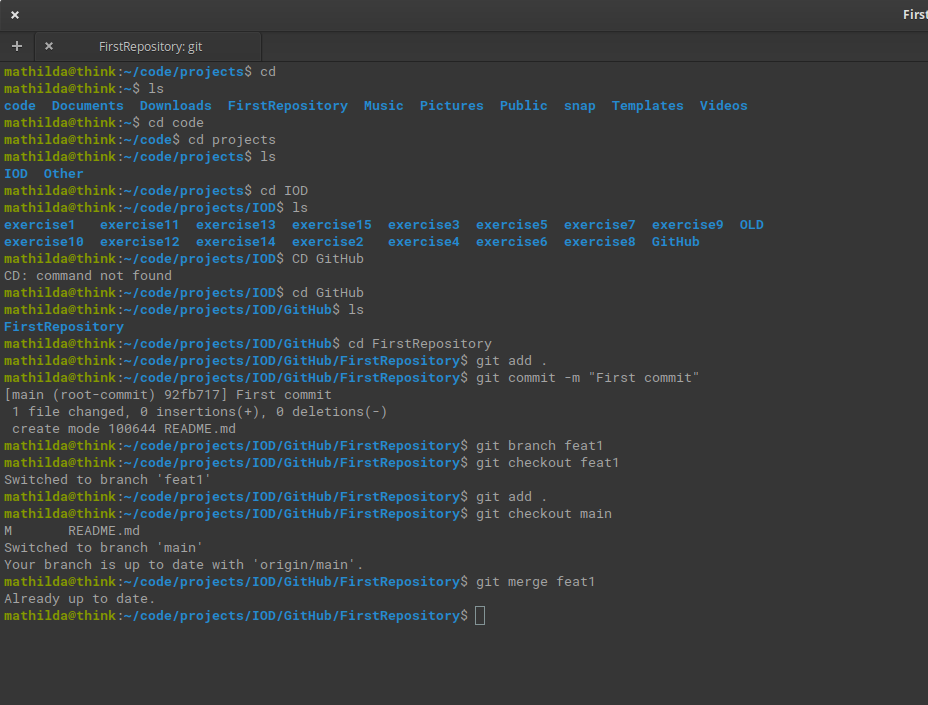 × First
+ × FirstRepository: git
mathilda@think:~/code/projects$ cd
mathilda@think:~$ ls
code Documents Downloads FirstRepository Music Pictures Public snap Templates Videos
mathilda@think:~$ cd code
mathilda@think:~/code$ cd projects
mathilda@think:~/code/projects$ ls
IOD Other
mathilda@think:~/code/projects$ cd IOD
mathilda@think:~/code/projects/IOD$ ls
exercise1 exercise11 exercise13 exercise15 exercise3 exercise5 exercise7 exercise9 OLD
exercise10 exercise12 exercise14 exercise2 exercise4 exercise6 exercise8 GitHub
mathilda@think:~/code/projects/IOD$ CD GitHub
CD: command not found
mathilda@think:~/code/projects/IOD$ cd GitHub
mathilda@think:~/code/projects/IOD/GitHub$ ls
FirstRepository
mathilda@think:~/code/projects/IOD/GitHub$ cd FirstRepository
mathilda@think:~/code/projects/IOD/GitHub/FirstRepository$ git add .
mathilda@think:~/code/projects/IOD/GitHub/FirstRepository$ git commit -m "First commit"
[main (root-commit) 92fb717] First commit
1 file changed, 0 insertions(+), 0 deletions(-)
create mode 100644 README.md
mathilda@think:~/code/projects/IOD/GitHub/FirstRepository$ git branch feat1
mathilda@think:~/code/projects/IOD/GitHub/FirstRepository$ git checkout feat1
Switched to branch 'feat1'
mathilda@think:~/code/projects/IOD/GitHub/FirstRepository$ git add .
mathilda@think:~/code/projects/IOD/GitHub/FirstRepository$ git checkout main
M README.md
Switched to branch 'main'
Your branch is up to date with 'origin/main'.
mathilda@think:~/code/projects/IOD/GitHub/FirstRepository$ git merge feat1
Already up to date.
mathilda@think:~/code/projects/IOD/GitHub/FirstRepository$